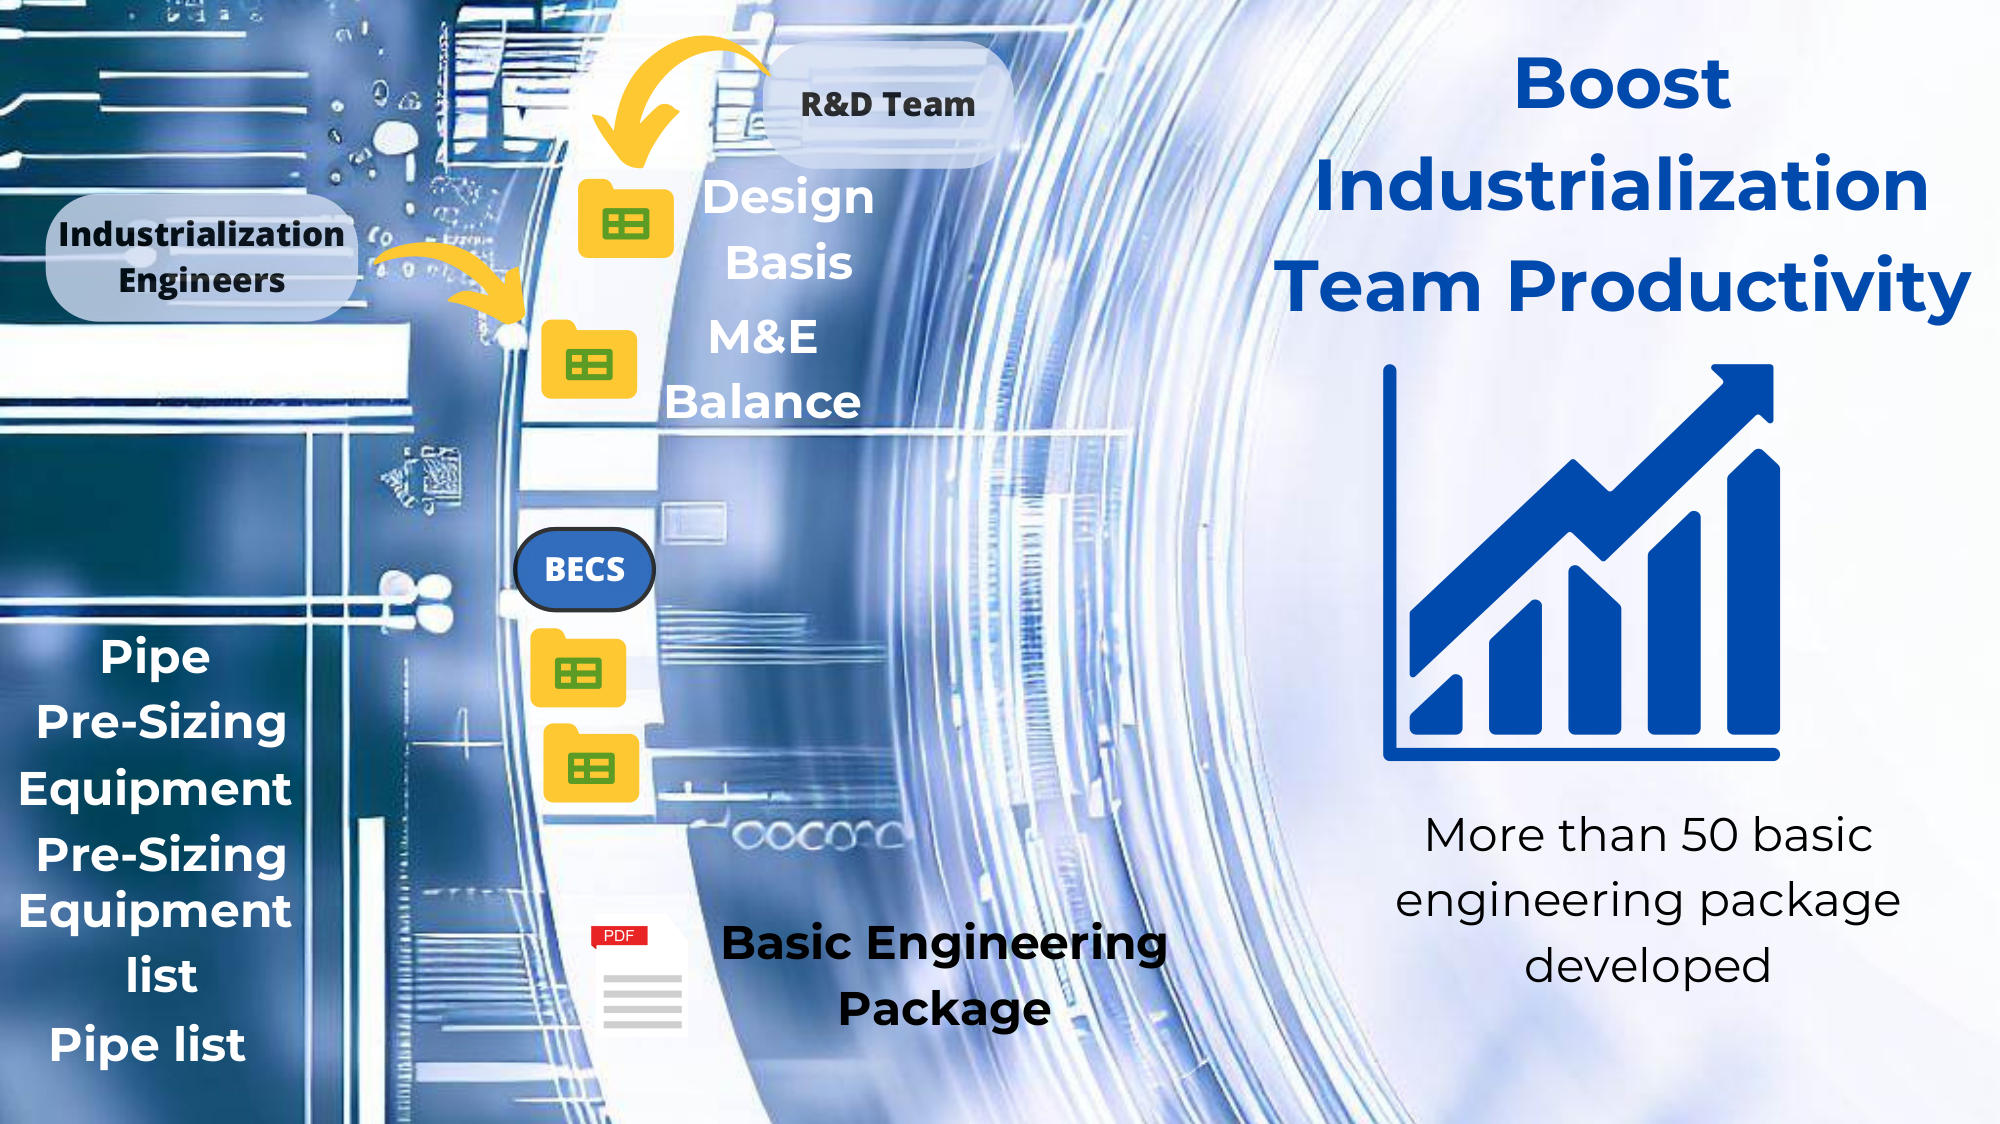 R&D Team
Design
Basis
Industrialization
Engineers
M&E
Balance
BECS
Pipe
Pre-Sizing
Equipment
Pre-Sizing
Equipment
list
Pipe list
PDF
Basic Engineering
Package
Boost
Industrialization
Team Productivity
More than 50 basic
engineering package
developed